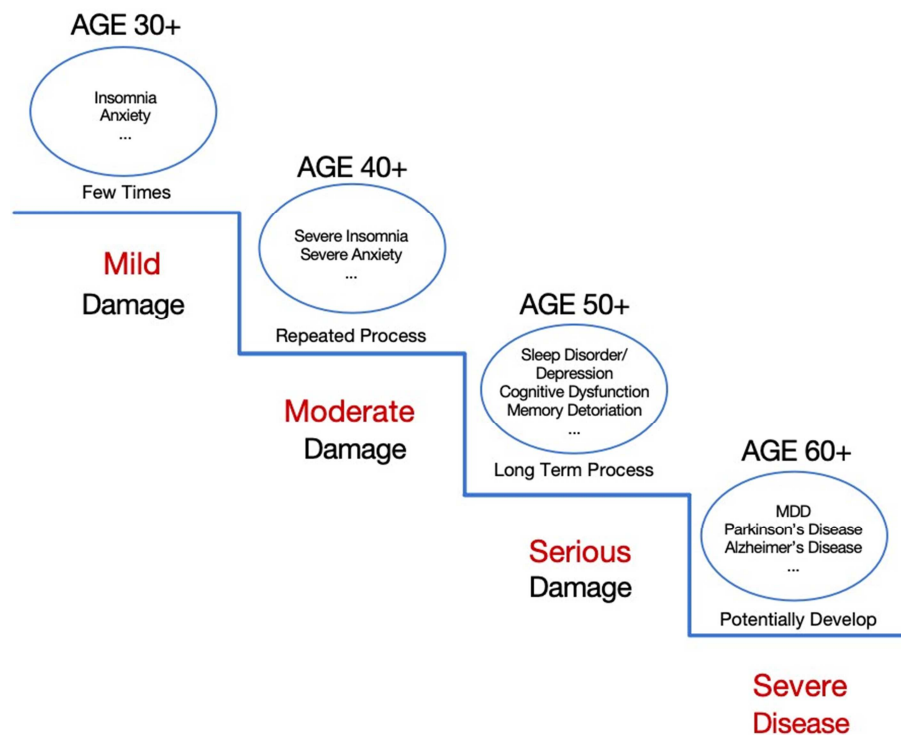 AGE 30+
Insomnia
Anxiety
...
Few Times
Mild
Damage
AGE 40+
Severe Insomnia
Severe Anxiety
...
Repeated Process
Moderate
Damage
AGE 50+
Sleep Disorder/
Depression
Cognitive Dysfunction
Memory Detoriation
...
Long Term Process
Serious
Damage
AGE 60+
MDD
Parkinson's Disease
Alzheimer's Disease
...
Potentially Develop
Severe
Disease